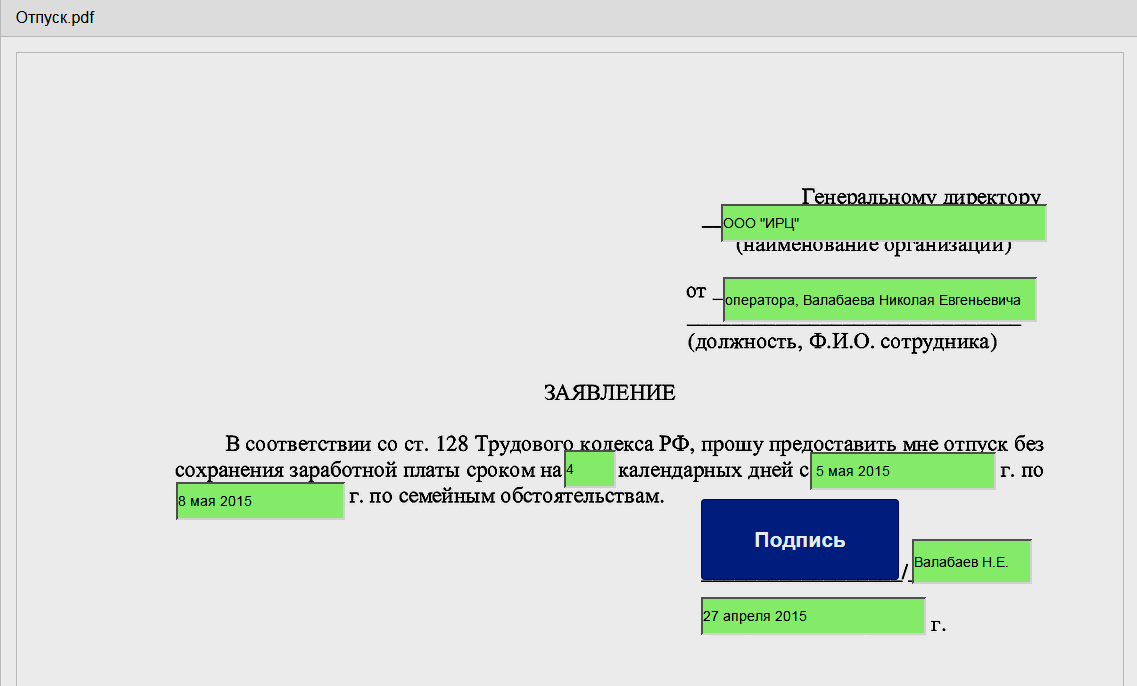 Отпуск.pdf
Генеральному директору
ООО "ИРЦ"
(наименование организации)
от _оператора, Валабаева Николая Евгеньевича
(должность, Ф.И.О. сотрудника)
ЗАЯВЛЕНИЕ
В соответствии со ст. 128 Трудового кодекса РФ, прошу предоставить мне отпуск без
сохранения заработной платы сроком на 4 календарных дней с 5 мая 2015 г. по
8 мая 2015 г. по семейным обстоятельствам.
Подпись
/ Валабаев Н.Е.
27 апреля 2015 г.